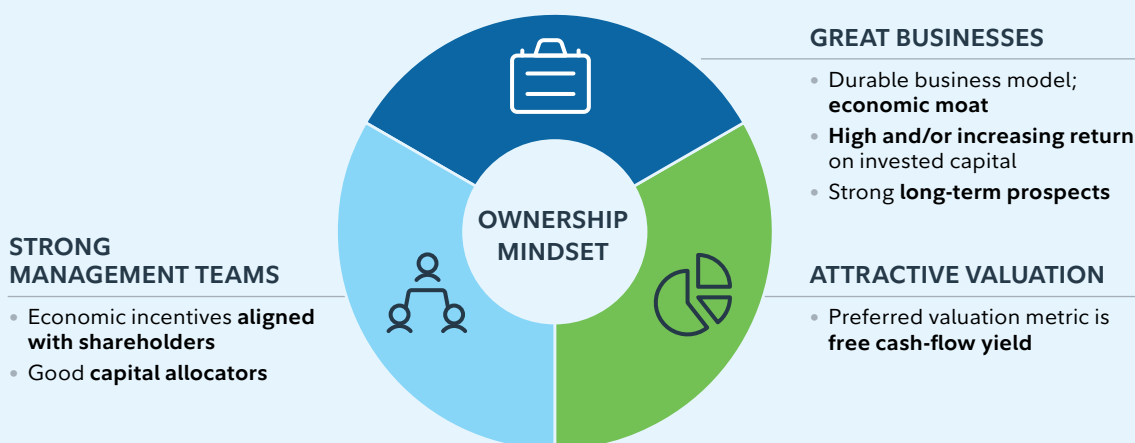 GREAT BUSINESSES
• Durable business model;
economic moat
• High and/or increasing return
on invested capital
• Strong long-term prospects
OWNERSHIP
MINDSET
STRONG
MANAGEMENT TEAMS
• Economic incentives aligned
with shareholders
• Good capital allocators
ATTRACTIVE VALUATION
• Preferred valuation metric is
free cash-flow yield